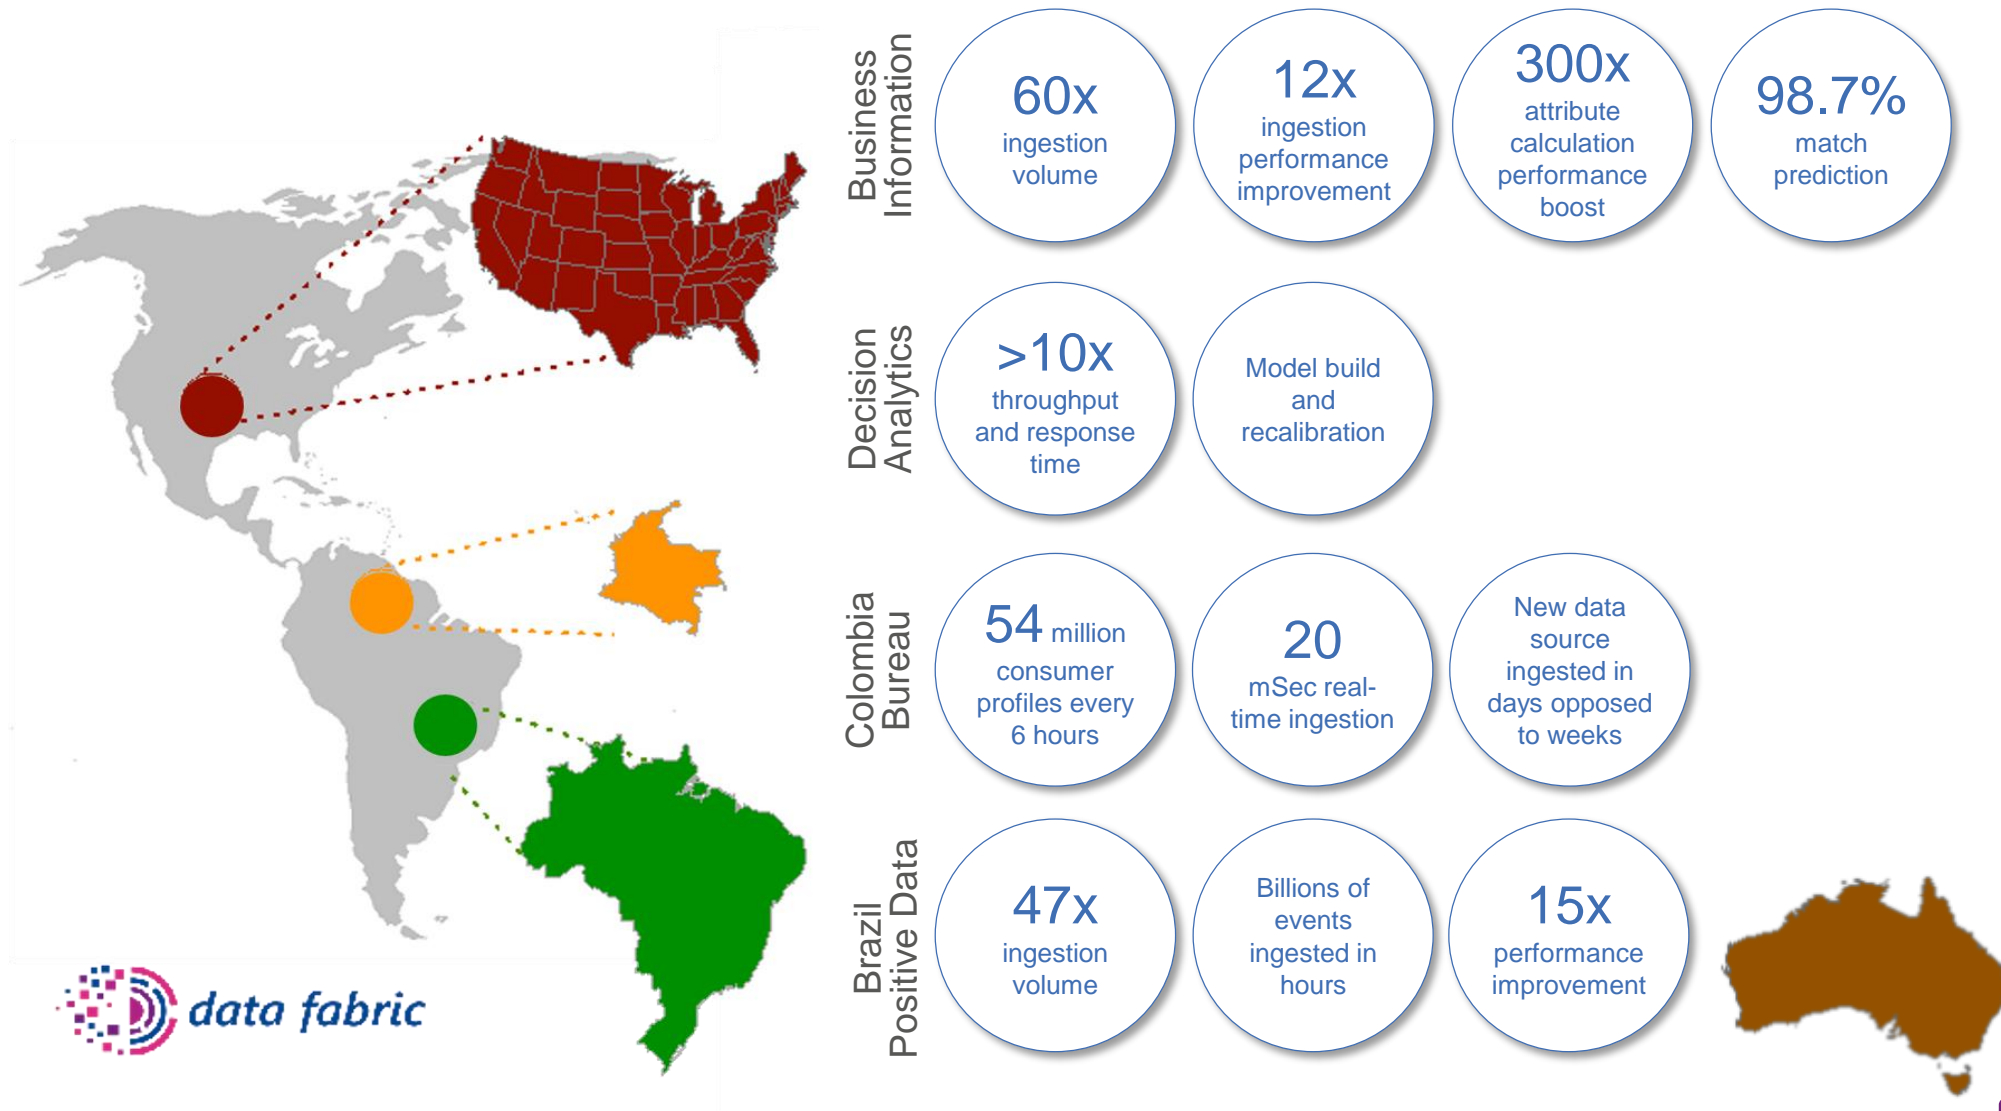 Business
Information
60x
ingestion
volume
12x
ingestion
performance
improvement
300x
attribute
calculation
performance
boost
98.7%
match
prediction
Decision
Analytics
>10x
throughput
and response
time
Model build
and
recalibration
Colombia
Bureau
54 million
consumer
profiles every
6 hours
20
mSec real-
time ingestion
New data
source
ingested in
days opposed
to weeks
Brazil
Positive Data
47x
ingestion
volume
Billions of
events
ingested in
hours
15x
performance
improvement
data fabric